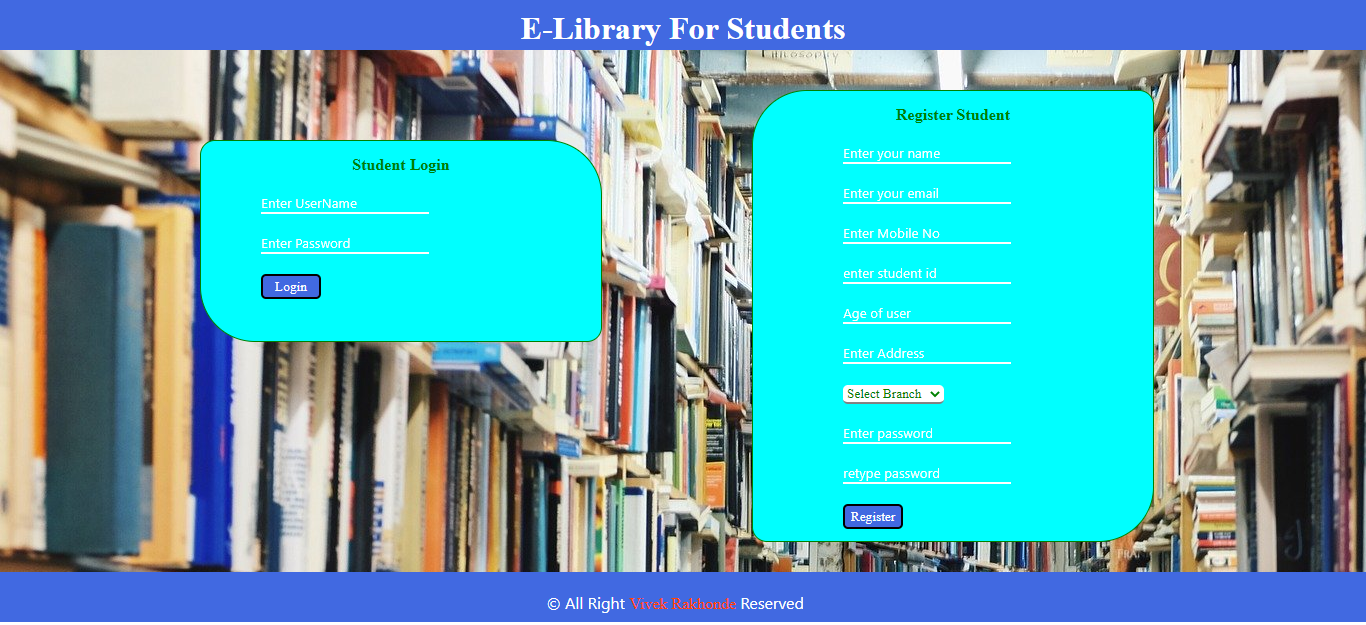 E-Library For Students
Student Login
Enter UserName
Enter Password
Login
Register Student
Enter your name
Enter your email
Enter Mobile No
enter student id
Age of user
Enter Address
Select Branch
Enter password
retype password
Register
© All Right Vivek Rakhonde Reserved